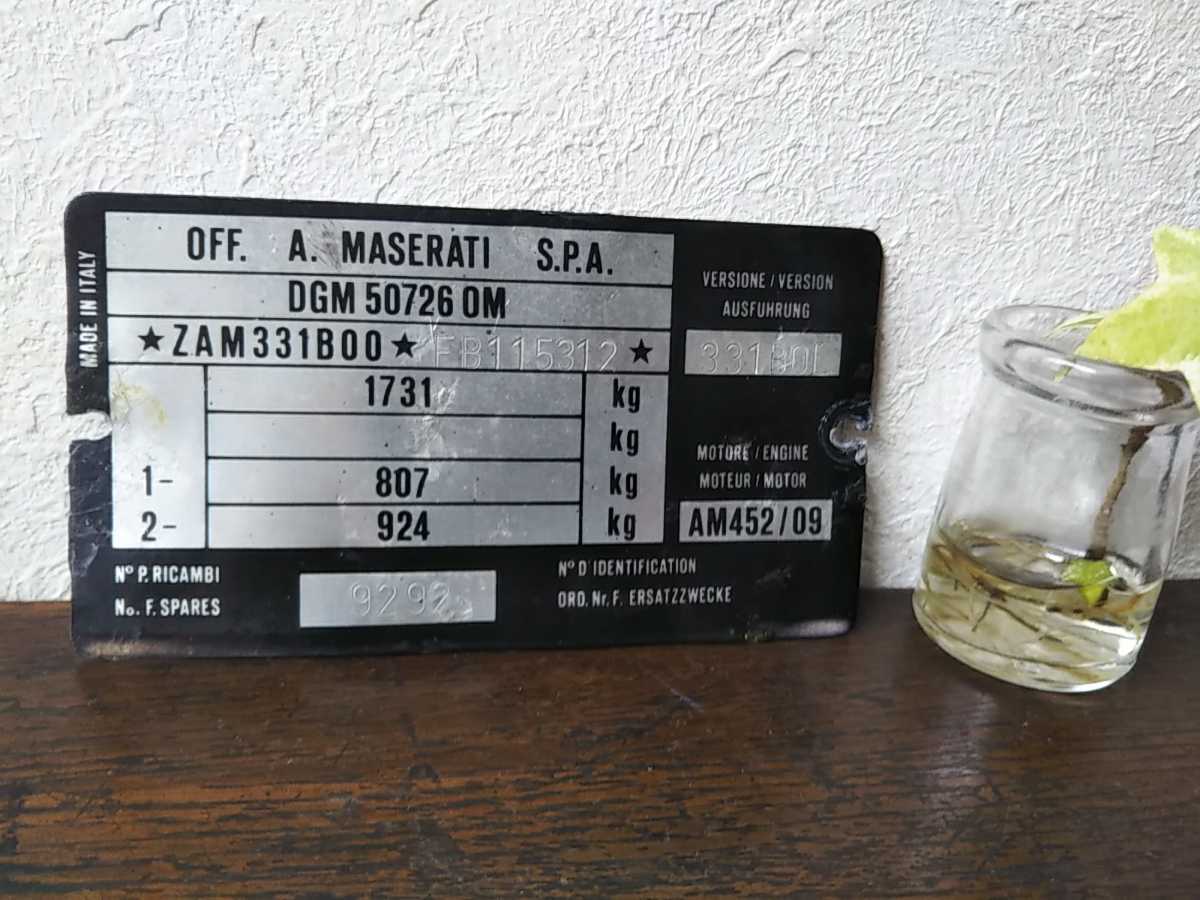 MADE IN ITALY
OFF. A. MASERATI S.P.A.
DGM 50726 OM
★ZAM331B00★ FB115312 ★
1731 kg
kg
1- 807 kg
2- 924 kg
VERSIONE / VERSION
AUSFUHRUNG
MOTORE / ENGINE
MOTEUR / MOTOR
AM452/09
Nº P. RICAMBI
No. F. SPARES
9292
Nº D'IDENTIFICATION
ORD. Nr. F. ERSATZZWECKE